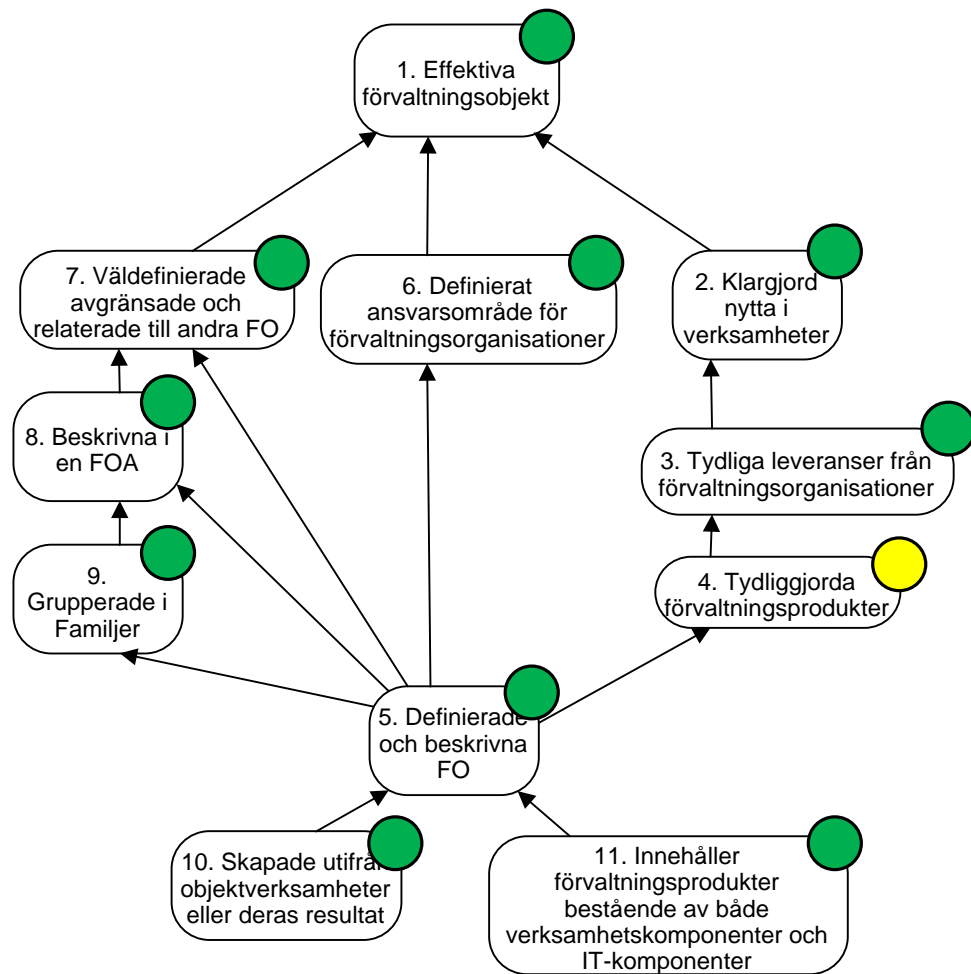 1. Effektiva
förvaltningsobjekt
7. Väldefinierade
avgränsade och
relaterade till andra FO
6. Definierat
ansvarsområde för
förvaltningsorganisationer
2. Klargjord
nytta i
verksamheter
8. Beskrivna i
en FOA
3. Tydliga leveranser från
förvaltningsorganisationer
9.
Grupperade i
Familjer
4. Tydliggjorda
förvaltningsprodukter
5. Definierade
och beskrivna
FO
10. Skapade utifrån
objektverksamheter
eller deras resultat
11. Innehåller
förvaltningsprodukter
bestående av både
verksamhetskomponenter och
IT-komponenter